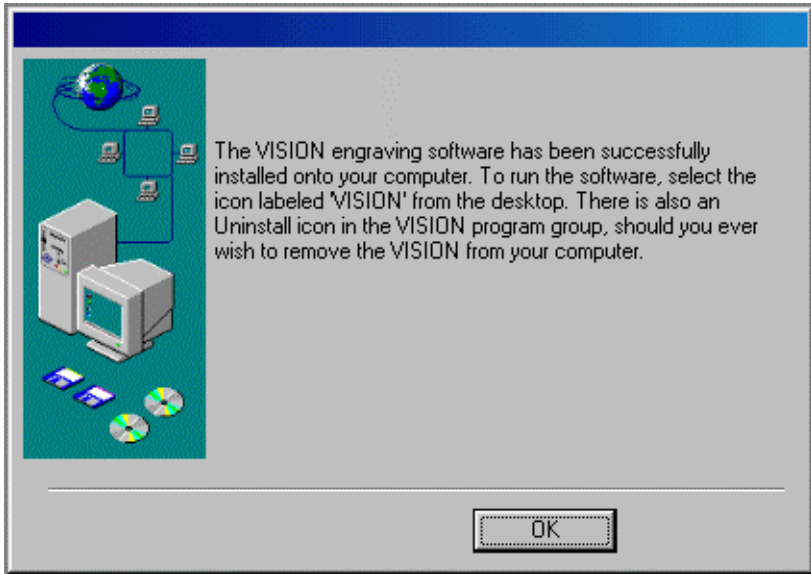 The VISION engraving software has been successfully
installed onto your computer. To run the software, select the
icon labeled 'VISION' from the desktop. There is also an
Uninstall icon in the VISION program group, should you ever
wish to remove the VISION from your computer.
OK